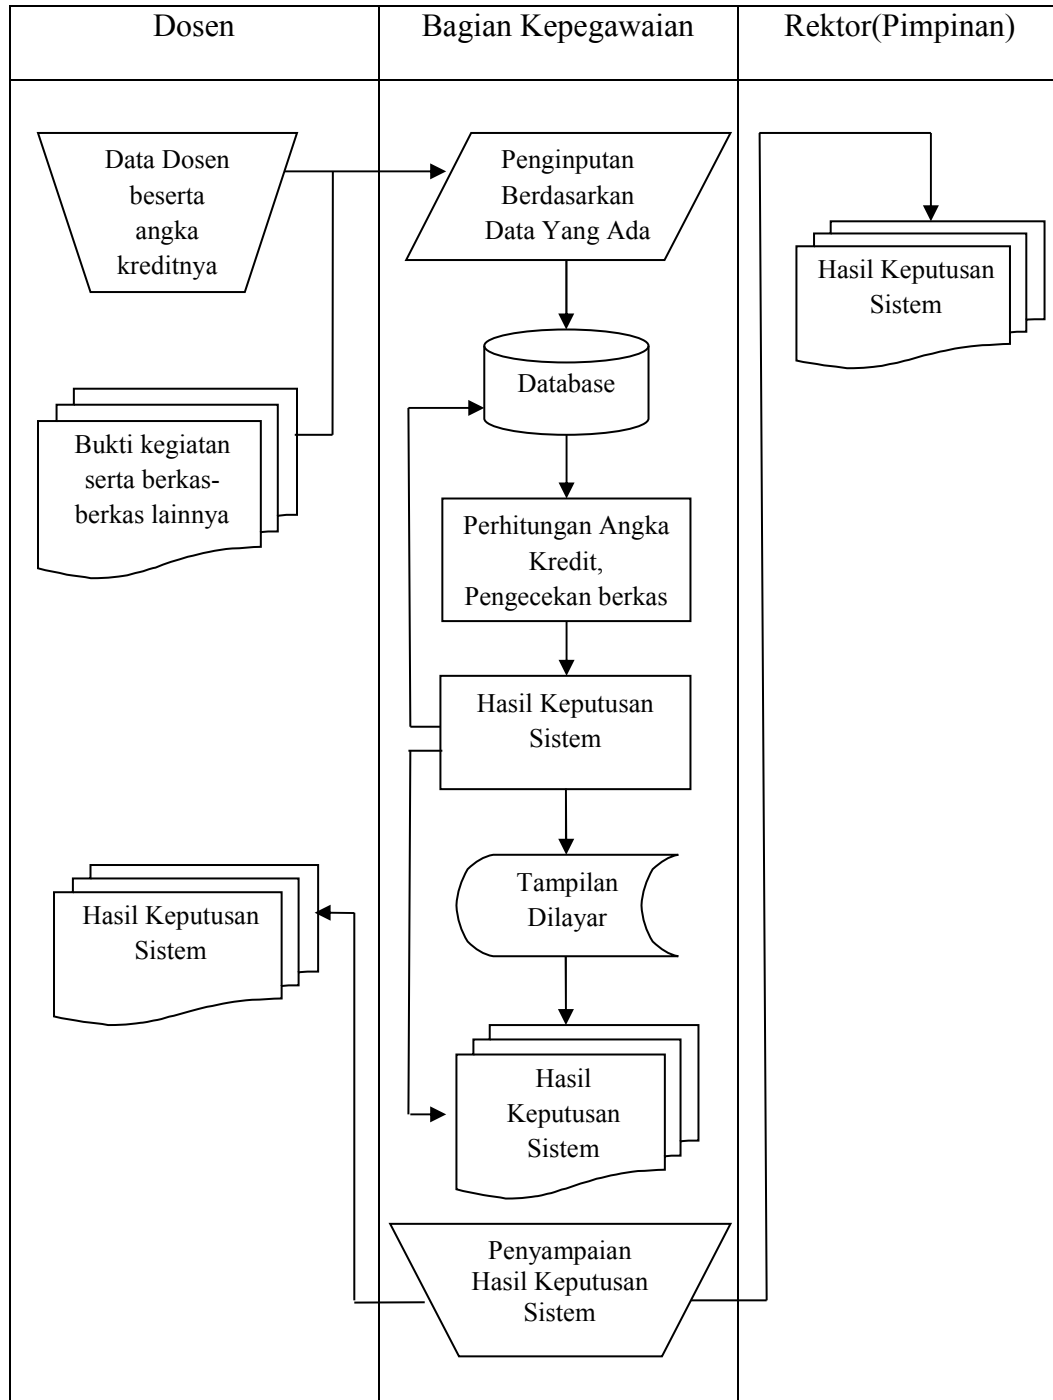 Dosen
Bagian Kepegawaian
Rektor(Pimpinan)
Data Dosen
beserta
angka
kreditnya
Penginputan
Berdasarkan
Data Yang Ada
Hasil Keputusan
Sistem
Database
Bukti kegiatan
serta berkas-
berkas lainnya
Perhitungan Angka
Kredit,
Pengecekan berkas
Hasil Keputusan
Sistem
Tampilan
Dilayar
Hasil Keputusan
Sistem
Hasil
Keputusan
Sistem
Penyampaian
Hasil Keputusan
Sistem